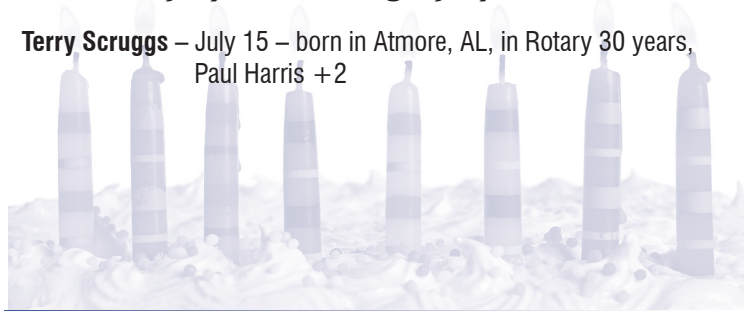 Terry Scruggs – July 15 – born in Atmore, AL, in Rotary 30 years,
Paul Harris +2